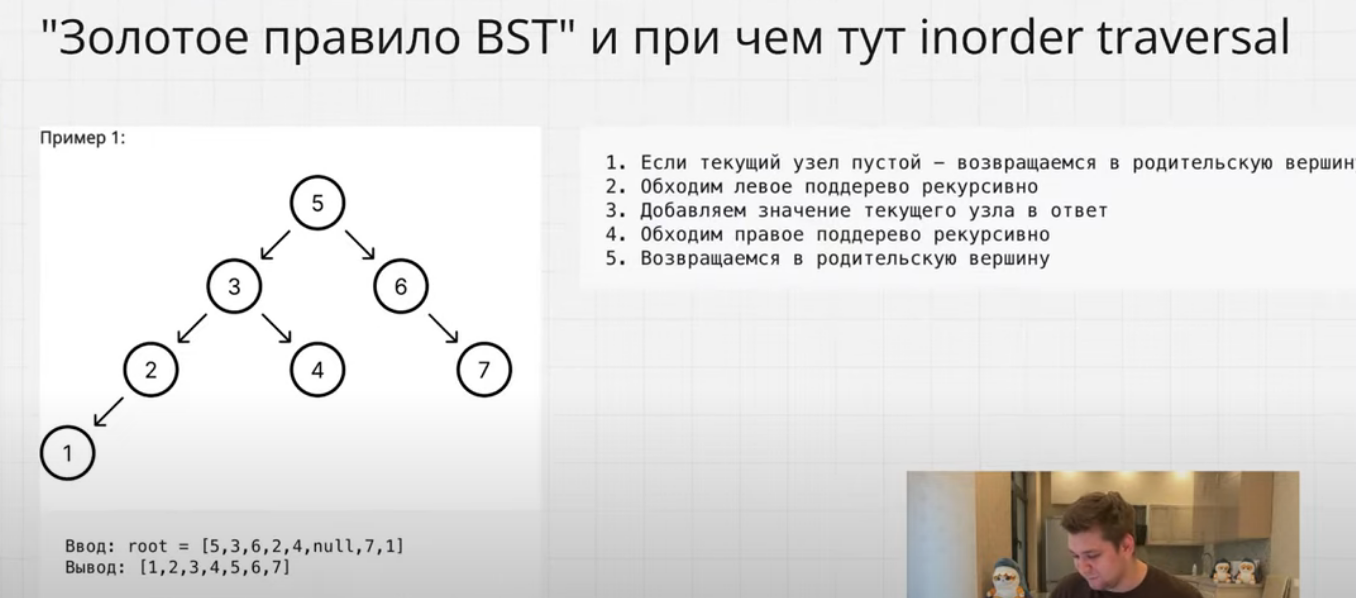 "Золотое правило BST" и при чем тут inorder traversal
Пример 1:
5
3
6
2
4
7
1
Ввод: root = [5,3,6,2,4,null,7,1]
Вывод: [1,2,3,4,5,6,7]
1. Если текущий узел пустой – возвращаемся в родительскую
2. Обходим левое поддерево рекурсивно
3. Добавляем значение текущего узла в ответ
4. Обходим правое поддерево рекурсивно
5. Возвращаемся в родительскую вершину